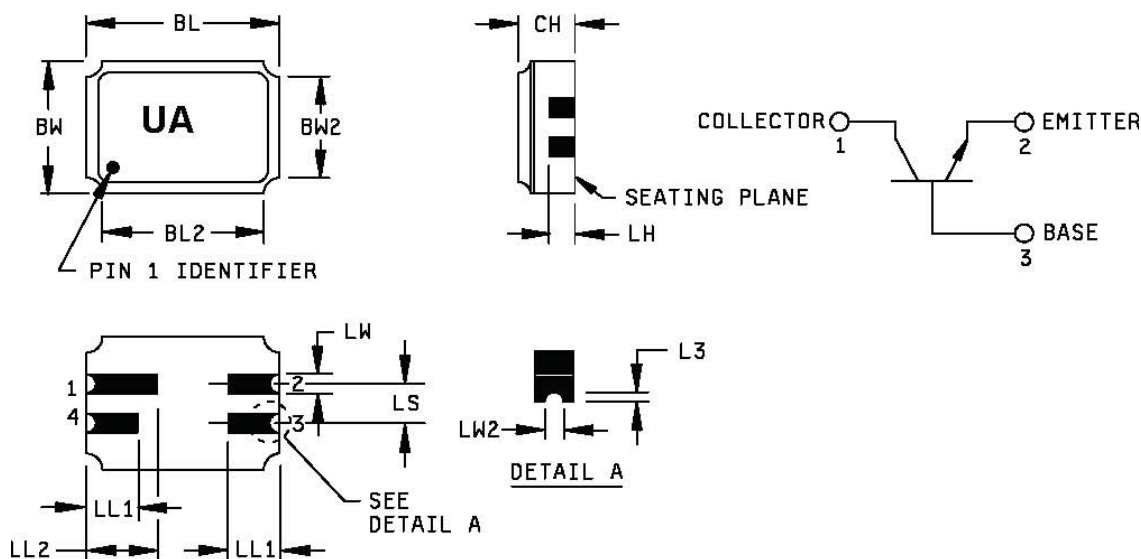 BL
CH
BW
UA
BW2
COLLECTOR
1
EMITTER
2
SEATING PLANE
BL2
LH
BASE
3
PIN 1 IDENTIFIER
LW
L3
1
2
LS
4
3
LW2
DETAIL A
LL1
SEE
DETAIL A
LL2
LL1